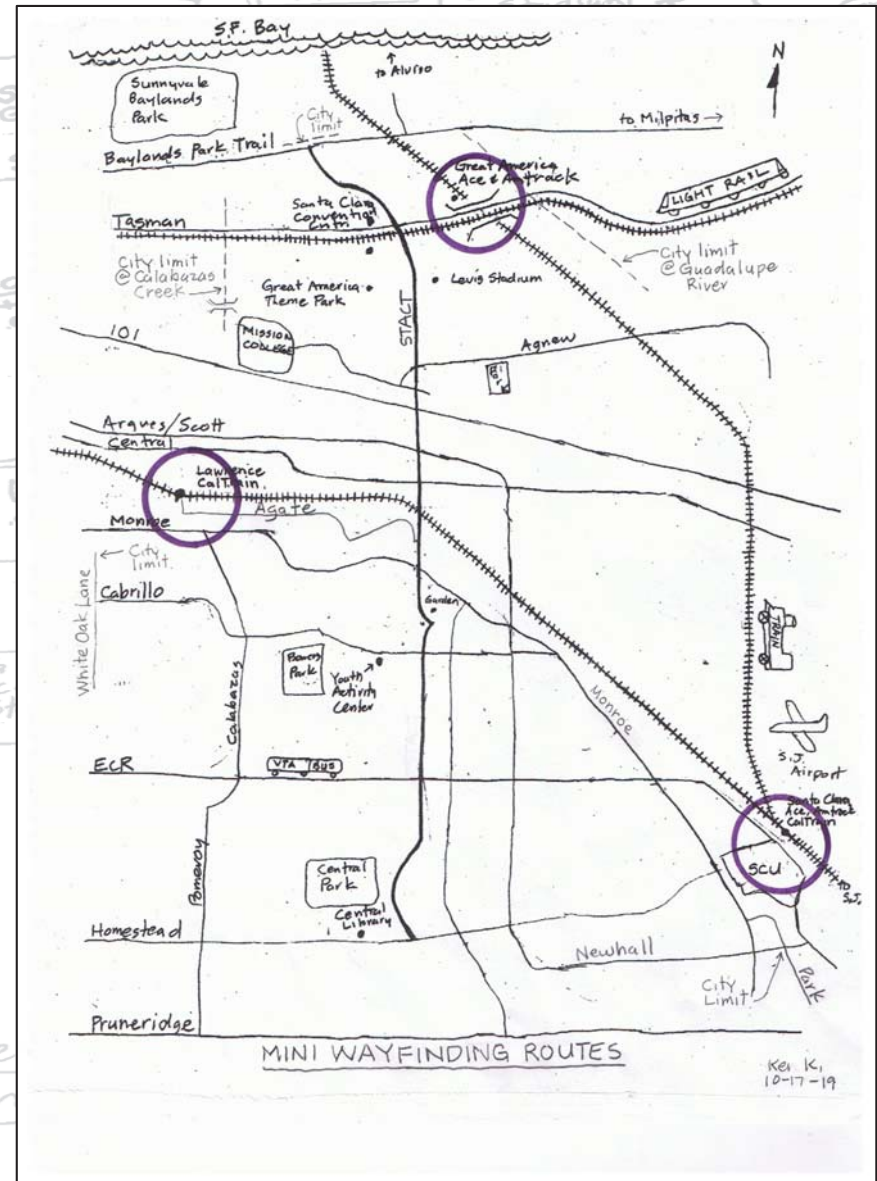 S.F. Bay
to Alviso
N
Sunnyvale
Baylands
Park
City
limit
to Milpitas
Baylands Park Trail
Great America
Ace & Amtrack
LIGHT RAIL
Santa Clara
Convention
Cntr
Tasman
City limit
@ Calabazas
Creek
City limit
@ Guadalupe
River
Great America
Theme Park
Levis Stadium
STACT
101
MISSION
COLLEGE
Agnew
Arques/Scott
Central
Lawrence
CalTrain
Agate
Monroe
City
limit
White Oak Lane
Cabrillo
Garden
TRAIN
Calabazas
Powers
Park
Youth
Activity
Center
Monroe
S.J.
Airport
ECR
VTA BUS
Santa Clara
Ace, Amtrack
CalTrain
Pomeroy
Central
Park
SCU
to
S.J.
Central
Library
Homestead
Newhall
City
Limit
Park
Pruneridge
MINI WAYFINDING ROUTES
Ken K.
10-17-19